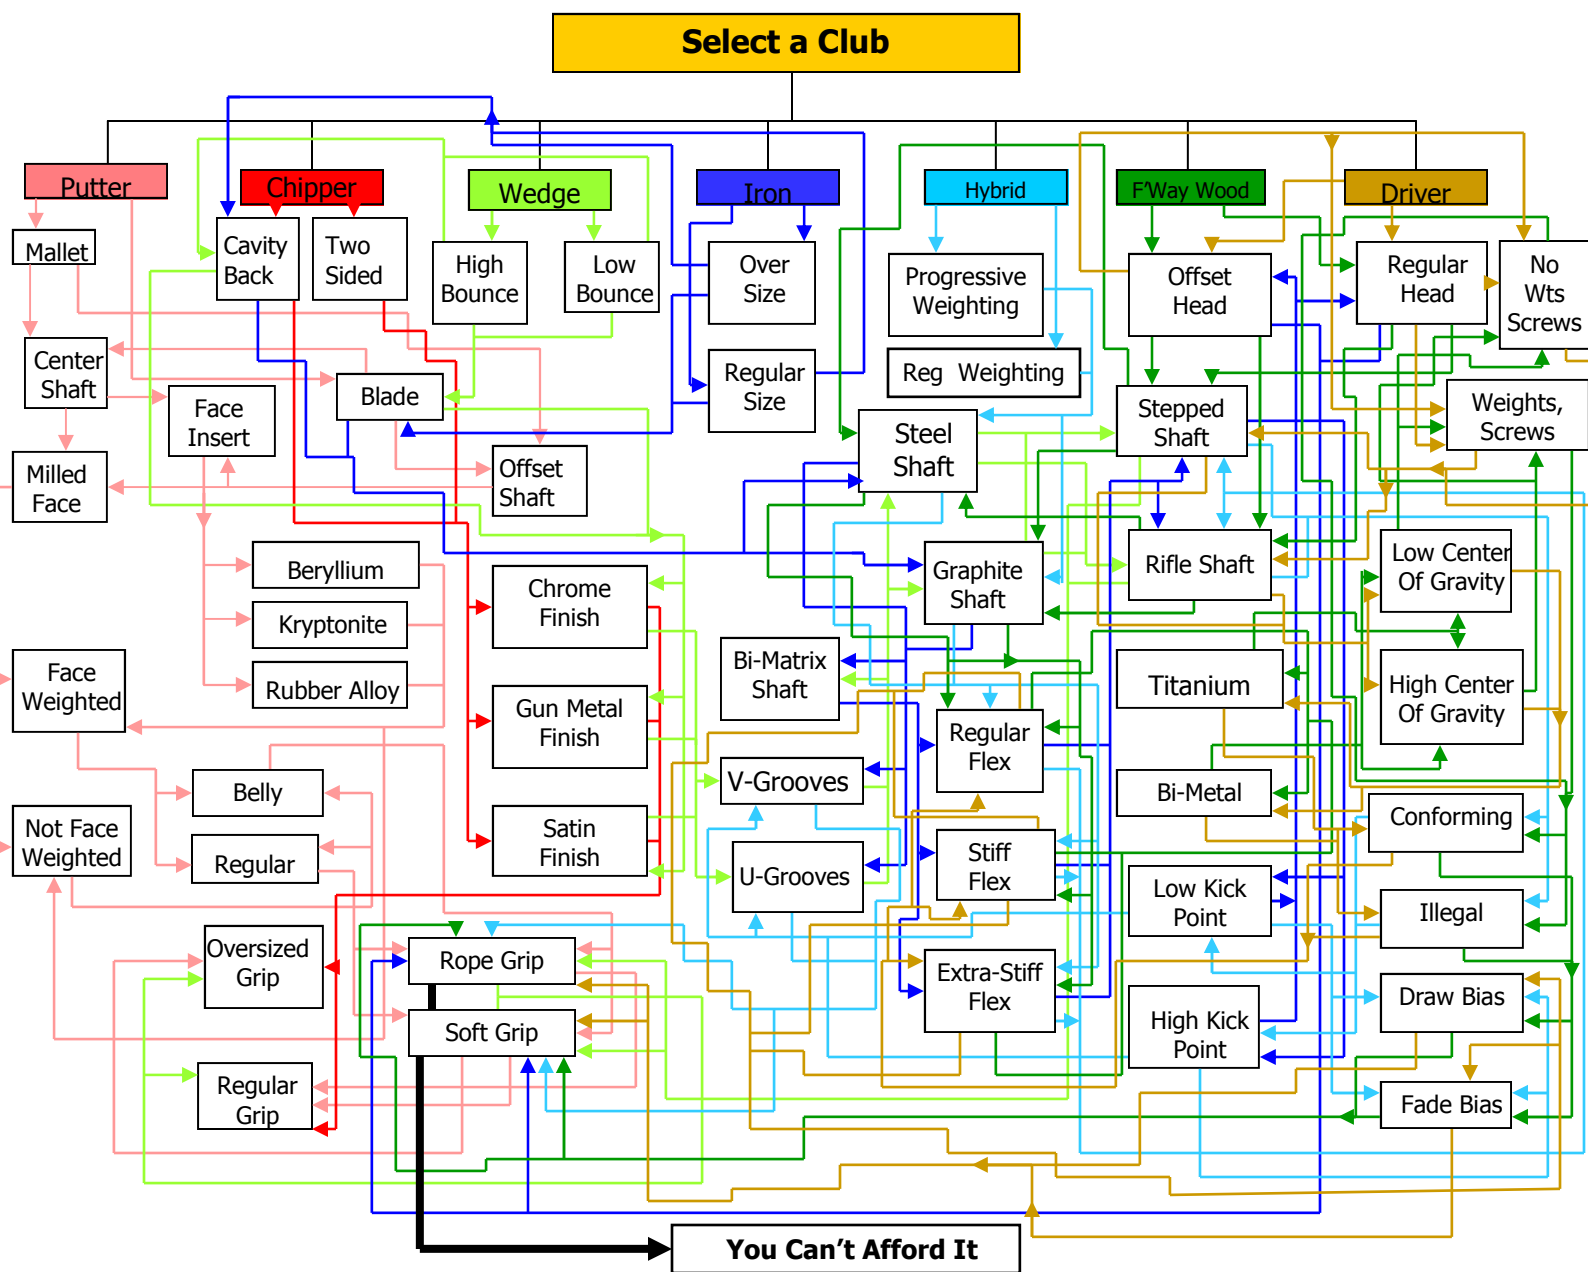 Select a Club
Putter
Chipper
Wedge
Iron
Hybrid
F'Way Wood
Driver
Mallet
Cavity
Back
Two
Sided
High
Bounce
Low
Bounce
Over
Size
Progressive
Weighting
Offset
Head
Regular
Head
No
Wts
Screws
Center
Shaft
Face
Insert
Blade
Regular
Size
Reg Weighting
Stepped
Shaft
Weights,
Screws
Milled
Face
Offset
Shaft
Steel
Shaft
Beryllium
Kryptonite
Rubber Alloy
Chrome
Finish
Graphite
Shaft
Rifle Shaft
Low Center
Of Gravity
Face
Weighted
Gun Metal
Finish
Bi-Matrix
Shaft
Regular
Flex
Titanium
High Center
Of Gravity
Belly
V-Grooves
Bi-Metal
Conforming
Not Face
Weighted
Regular
Satin
Finish
U-Grooves
Stiff
Flex
Low Kick
Point
Illegal
Oversized
Grip
Rope Grip
Extra-Stiff
Flex
Draw Bias
Soft Grip
High Kick
Point
Regular
Grip
Fade Bias
You Can't Afford It